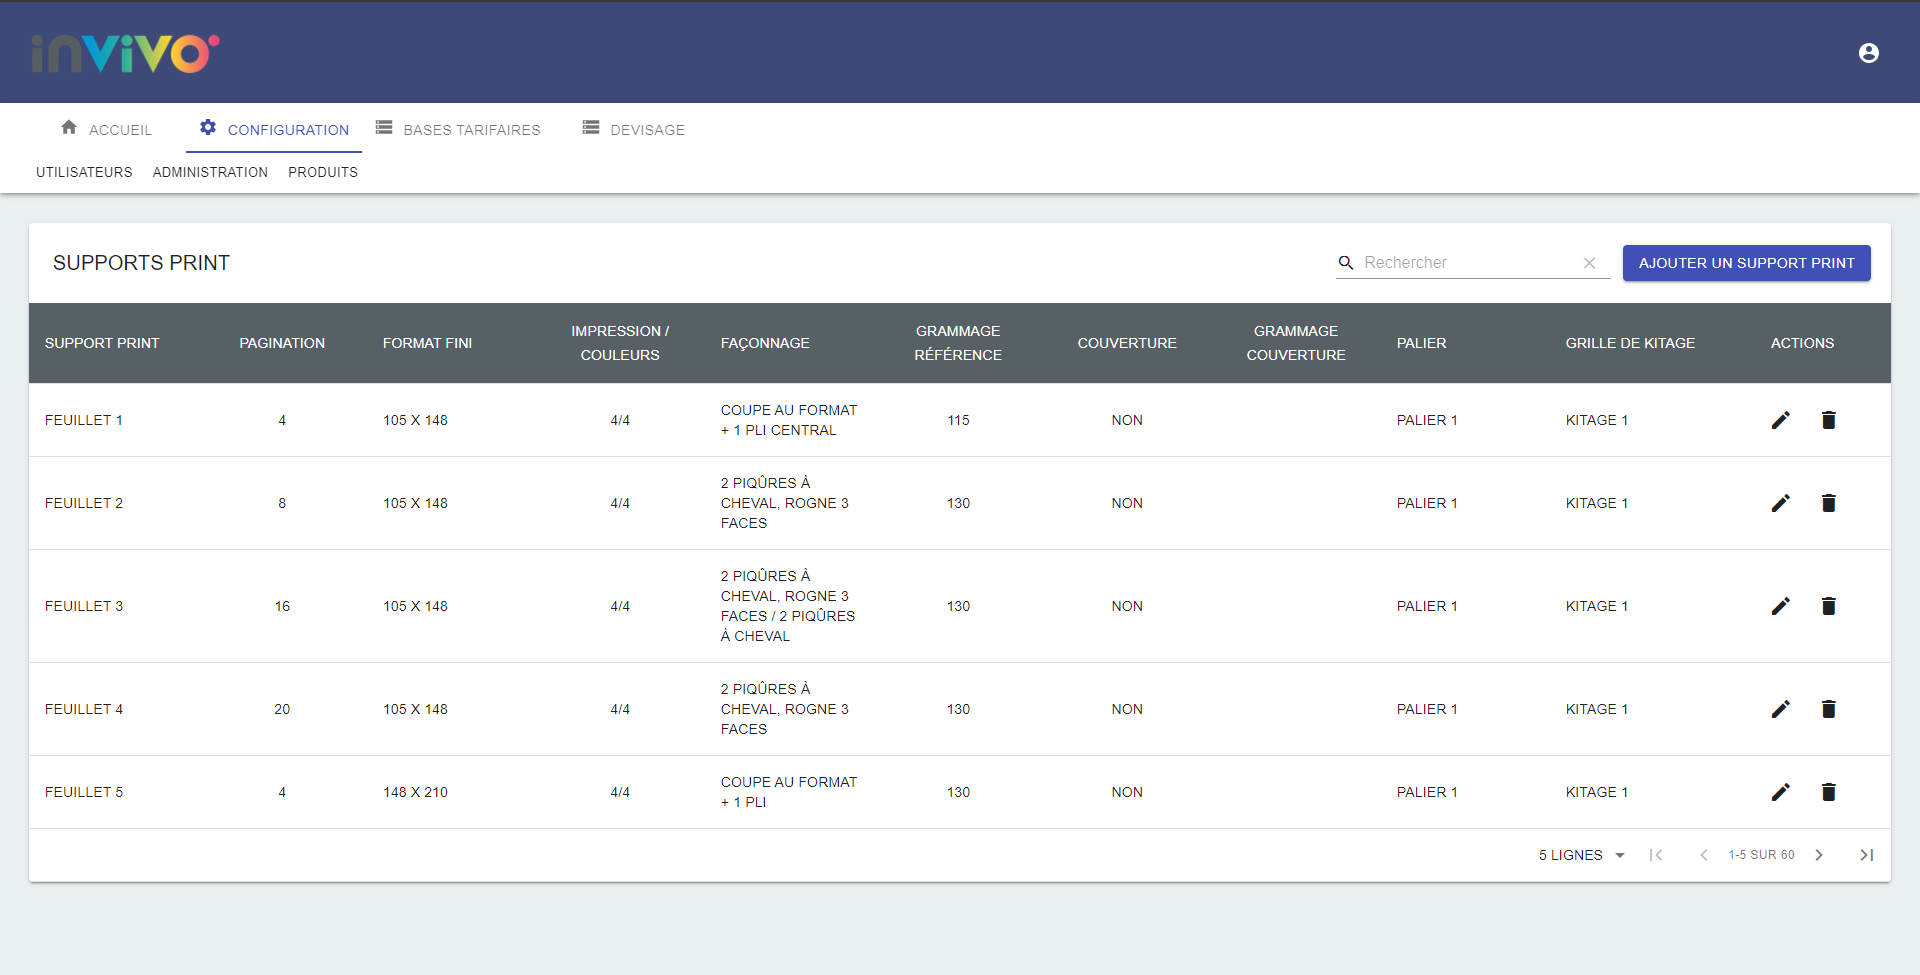 invivo
ACCUEIL CONFIGURATION BASES TARIFAIRES DEVISAGE
UTILISATEURS ADMINISTRATION PRODUITS
SUPPORTS PRINT Rechercher AJOUTER UN SUPPORT PRINT
SUPPORT PRINT PAGINATION FORMAT FINI IMPRESSION / COULEURS FAÇONNAGE GRAMMAGE RÉFÉRENCE COUVERTURE GRAMMAGE COUVERTURE PALIER GRILLE DE KITAGE ACTIONS
FEUILLET 1 4 105 X 148 4/4 COUPE AU FORMAT + 1 PLI CENTRAL 115 NON PALIER 1 KITAGE 1
FEUILLET 2 8 105 X 148 4/4 2 PIQÛRES À CHEVAL, ROGNE 3 FACES 130 NON PALIER 1 KITAGE 1
FEUILLET 3 16 105 X 148 4/4 2 PIQÛRES À CHEVAL, ROGNE 3 FACES / 2 PIQÛRES À CHEVAL 130 NON PALIER 1 KITAGE 1
FEUILLET 4 20 105 X 148 4/4 2 PIQÛRES À CHEVAL, ROGNE 3 FACES 130 NON PALIER 1 KITAGE 1
FEUILLET 5 4 148 X 210 4/4 COUPE AU FORMAT + 1 PLI 130 NON PALIER 1 KITAGE 1
5 LIGNES 1-5 SUR 60